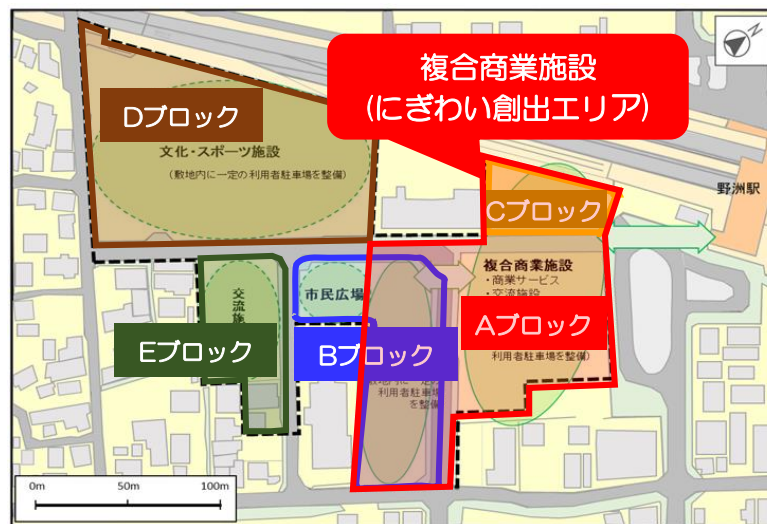 N
複合商業施設
(にぎわい創出エリア)
Dブロック
文化・スポーツ施設
(敷地内に一定の利用者駐車場を整備)
野洲駅
Cブロック
複合商業施設
・商業サービス
・交流施設
市民広場
交流施
Eブロック
Bブロック
Aブロック
利用者駐車場を整備)
利用者駐車場
を整備
0m
50m
100m